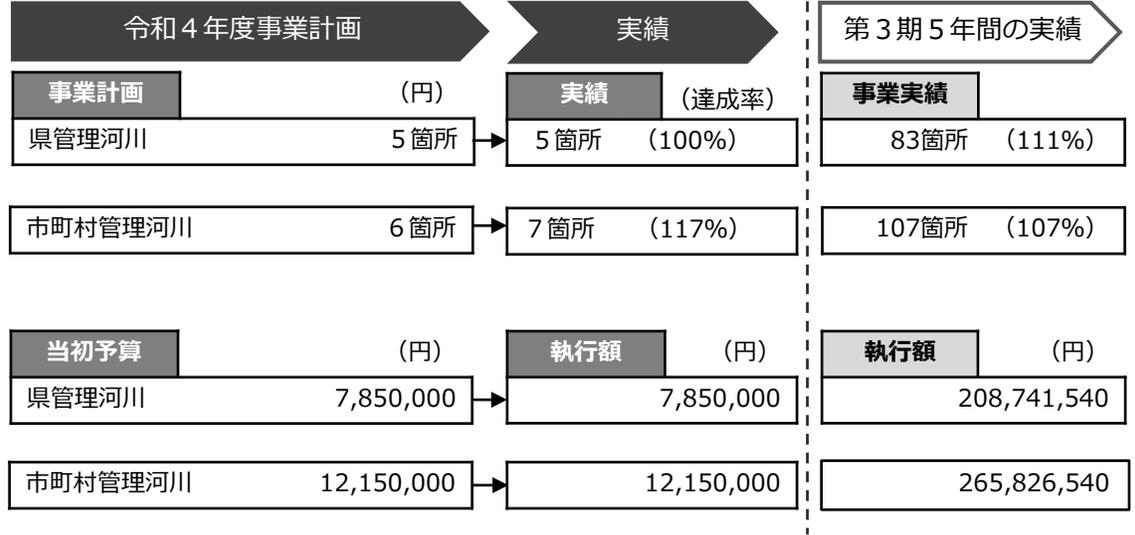 令和４年度事業計画 実績 第３期５年間の実績
事業計画 （円） 実績 （達成率） 事業実績
県管理河川 ５箇所 ５箇所 （100%） 83箇所 （111%）
市町村管理河川 ６箇所 ７箇所 （117%） 107箇所 （107%）
当初予算 （円） 執行額 （円） 執行額 （円）
県管理河川 7,850,000 7,850,000 208,741,540
市町村管理河川 12,150,000 12,150,000 265,826,540